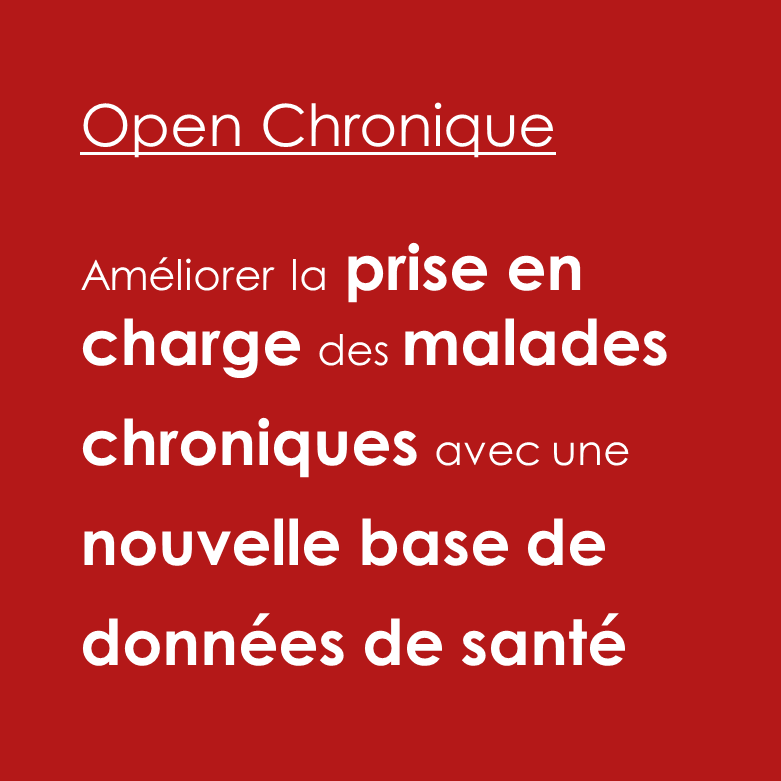 Open Chronique
Améliorer la prise en
charge des malades
chroniques avec une
nouvelle base de
données de santé